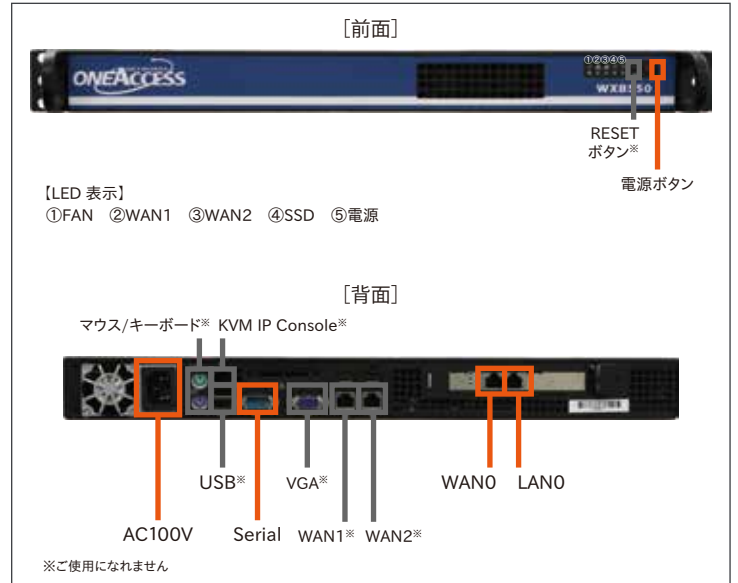 ［前面］
①②③④⑤
ONEACCESS
WX8550
RESET
ボタン※
電源ボタン
【LED 表示】
①FAN ②WAN1 ③WAN2 ④SSD ⑤電源
［背面］
マウス/キーボード※ KVM IP Console※
USB※ VGA※ WAN0 LAN0
AC100V Serial WAN1※ WAN2※
※ご使用になれません